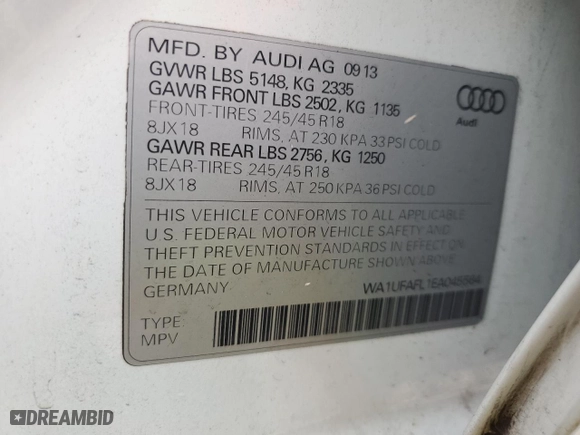 MFD. BY AUDI AG 09 13
GVWR LBS 5148, KG 2335
GAWR FRONT LBS 2502, KG 1135
FRONT-TIRES 245/45 R18
8JX18 RIMS, AT 230 KPA 33 PSI COLD
GAWR REAR LBS 2756, KG 1250
REAR-TIRES 245/45 R18
8JX18 RIMS, AT 250 KPA 36 PSI COLD
Audi
THIS VEHICLE CONFORMS TO ALL APPLICABLE
U.S. FEDERAL MOTOR VEHICLE SAFETY AND
THEFT PREVENTION STANDARDS IN EFFECT ON
THE DATE OF MANUFACTURE SHOWN ABOVE.
GERMANY
TYPE
MPV
DREAMBID